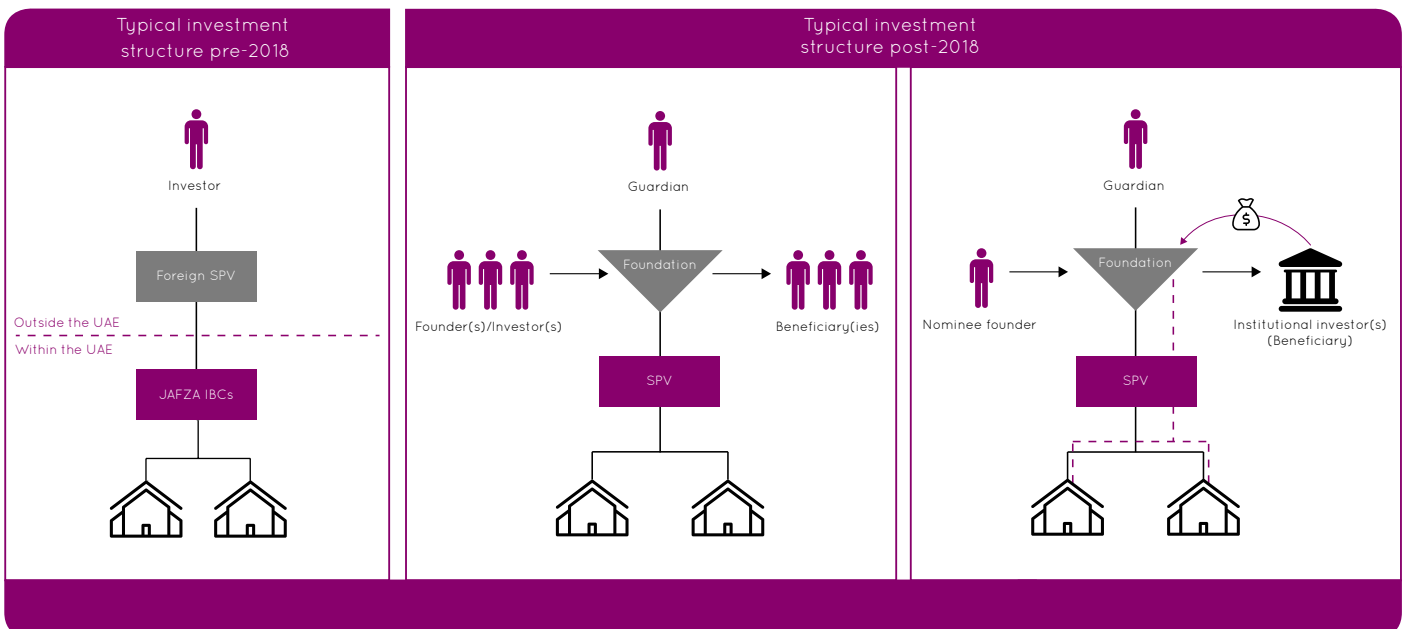 Typical investment
structure pre-2018
Investor
Foreign SPV
Outside the UAE
Within the UAE
JAFZA IBCs
Typical investment
structure post-2018
Guardian
Foundation
Founder(s)/Investor(s)
Beneficiary(ies)
SPV
Guardian
$
Foundation
Nominee founder
Institutional investor(s)
(Beneficiary)
SPV